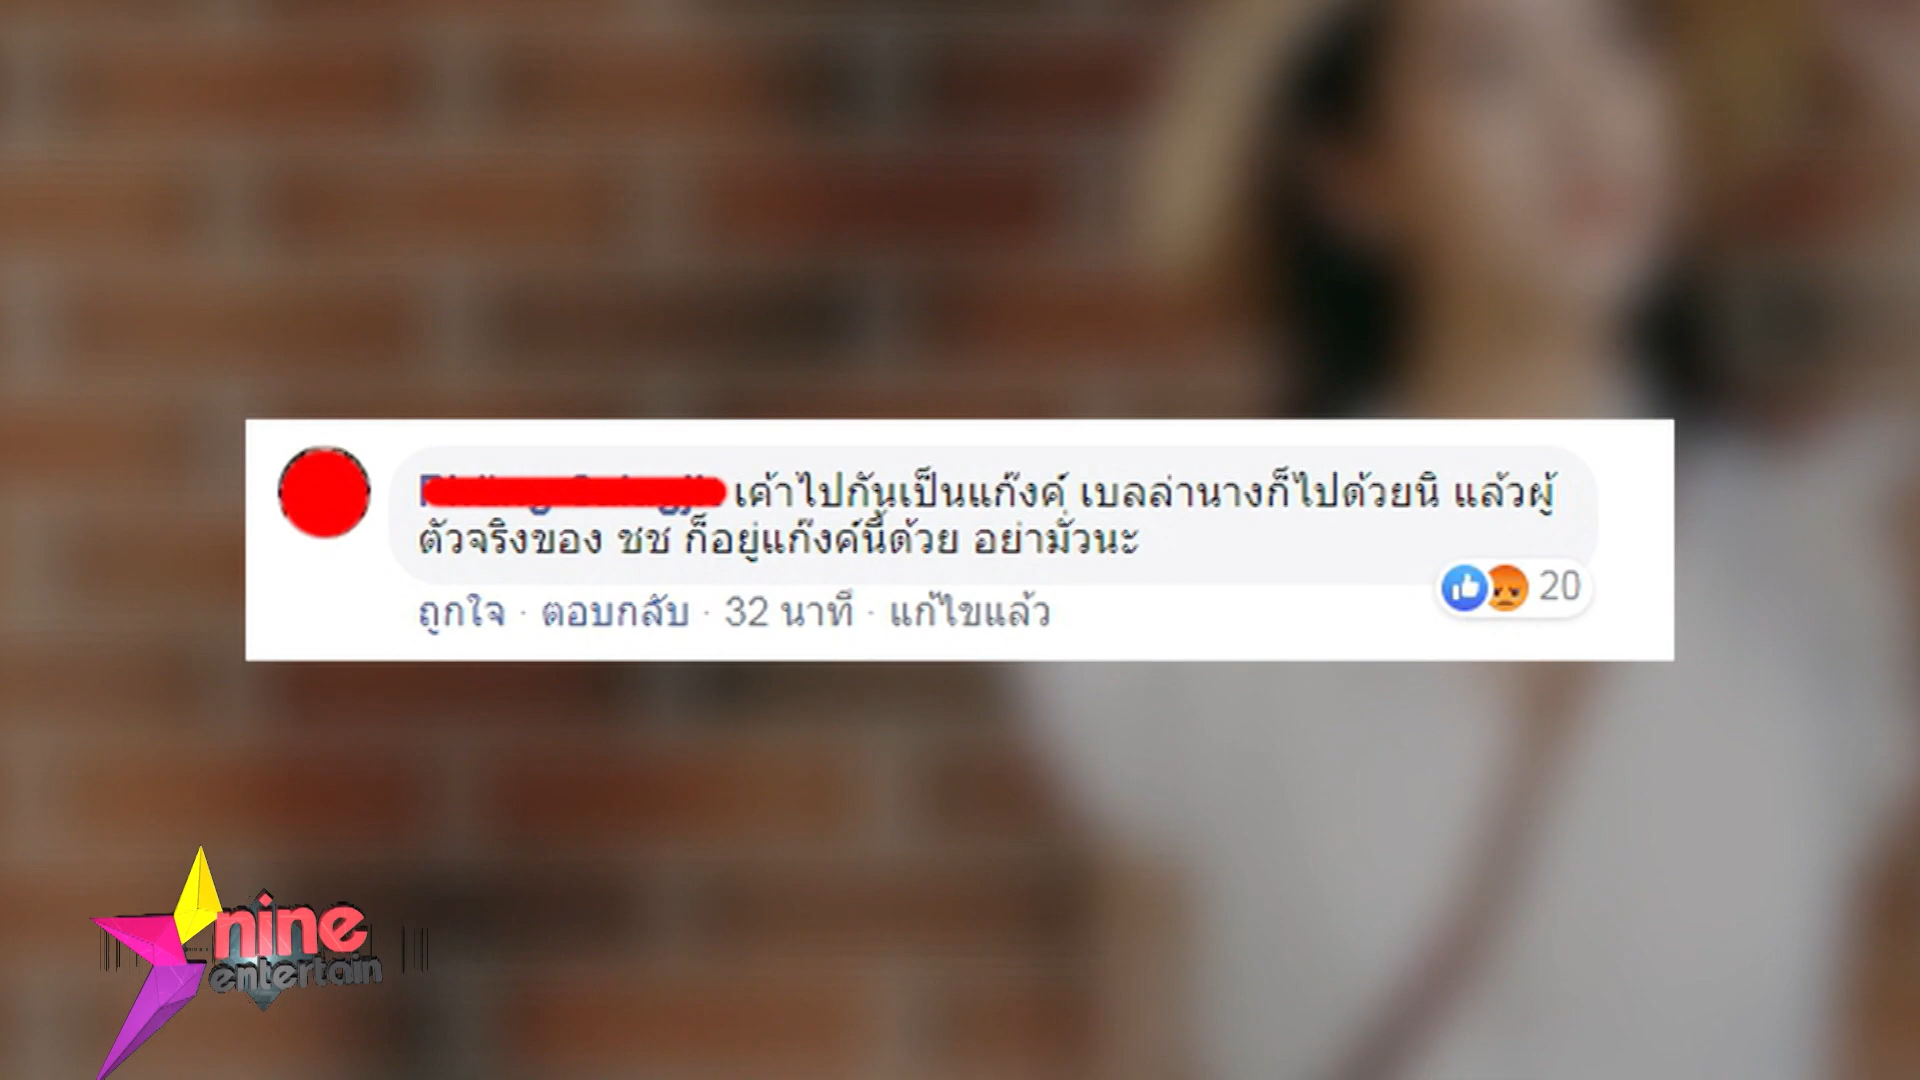 เค้าไปกันเป็นแก๊งค์ เบลล่านางก็ไปด้วยนิ แล้วผู้
ตัวจริงของ ชช ก็อยู่แก๊งค์นี้ด้วย อย่ามั่วนะ
ถูกใจ · ตอบกลับ · 32 นาที · แก้ไขแล้ว
20
nine
entertain